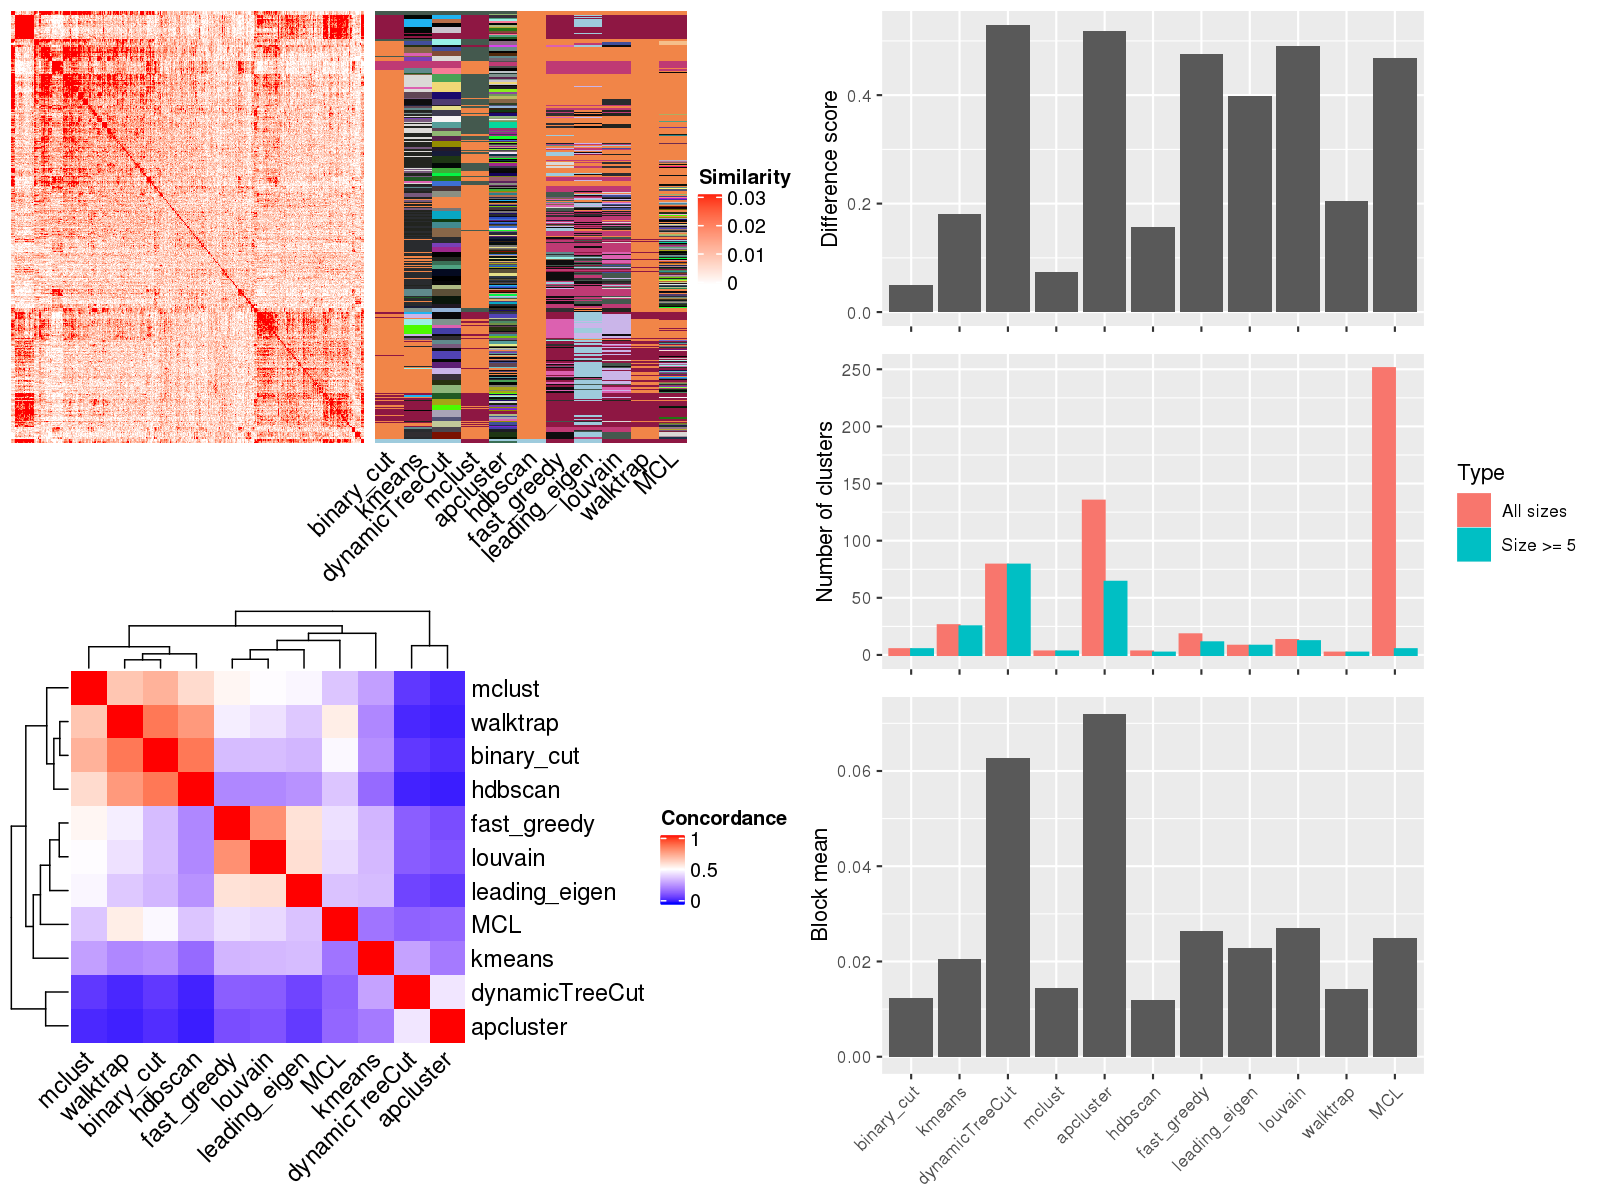 Similarity
0.03
0.02
0.01
0
binary_cut
kmeans
dynamicTreeCut
mclust
apcluster
hdbscan
fast_greedy
leading_eigen
louvain
walktrap
MCL
mclust
walktrap
binary_cut
hdbscan
fast_greedy
louvain
leading_eigen
MCL
kmeans
dynamicTreeCut
apcluster
mclust
walktrap
binary_cut
hdbscan
fast_greedy
louvain
leading_eigen
MCL
kmeans
dynamicTreeCut
apcluster
Concordance
1
0.5
0
Difference score
0.4
0.2
0.0
Number of clusters
250
200
150
100
50
0
Type
All sizes
Size >= 5
Block mean
0.06
0.04
0.02
0.00
binary_cut
kmeans
dynamicTreeCut
mclust
apcluster
hdbscan
fast_greedy
leading_eigen
louvain
walktrap
MCL